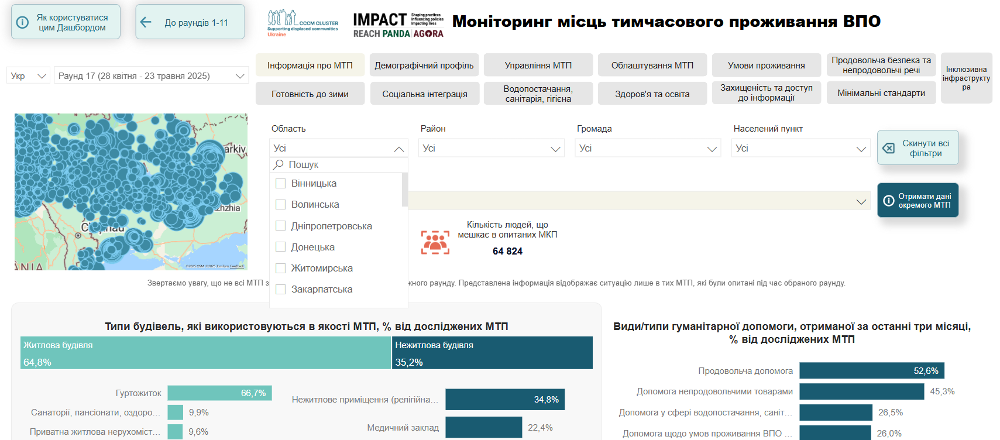 Як користуватися
цим Дашбордом
До раундів 1-11
CCCM CLUSTER
Supporting displaced communities
Ukraine
IMPACT
Shaping practices
Influencing policies
Impacting lives
REACH PANDA AGORA
Моніторинг місць тимчасового проживання ВПО
Укр
Раунд 17 (28 квітня - 23 травня 2025)
Інформація про МТП
Демографічний профіль
Управління МТП
Облаштування МТП
Умови проживання
Продовольча безпека та
непродовольчі речі
Інклюзивна
інфраструкту
ра
Готовність до зими
Соціальна інтеграція
Водопостачання,
санітарія, гігієна
Здоров'я та освіта
Захищеність та доступ
до інформації
Мінімальні стандарти
Область
Район
Громада
Населений пункт
Усі
Усі
Усі
Усі
Скинути всі
фільтри
Пошук
Вінницька
Волинська
Дніпропетровська
Донецька
Житомирська
Закарпатська
Отримати дані
окремого МТП
Кількість людей, що
мешкає в опитаних МКП
64 824
©2025 OSM ©2025 TomTom Feedback
Звертаємо увагу, що не всі МТП з
жного раунду. Представлена інформація відображає ситуацію лише в тих МТП, які були опитані під час обраного раунду.
Типи будівель, які використовуються в якості МТП, % від досліджених МТП
Житлова будівля
64,8%
Нежитлова будівля
35,2%
Гуртожиток 66,7%
Санаторії, пансіонати, оздоро... 9,9%
Приватна житлова нерухоміст... 9,6%
Нежитлове приміщення (релігійна... 34,8%
Медичний заклад 22,4%
Види/типи гуманітарної допомоги, отриманої за останні три місяці,
% від досліджених МТП
Продовольча допомога 52,6%
Допомога непродовольчими товарами 45,3%
Допомога у сфері водопостачання, саніт... 26,5%
Допомога щодо умов проживання ВПО ... 26,0%